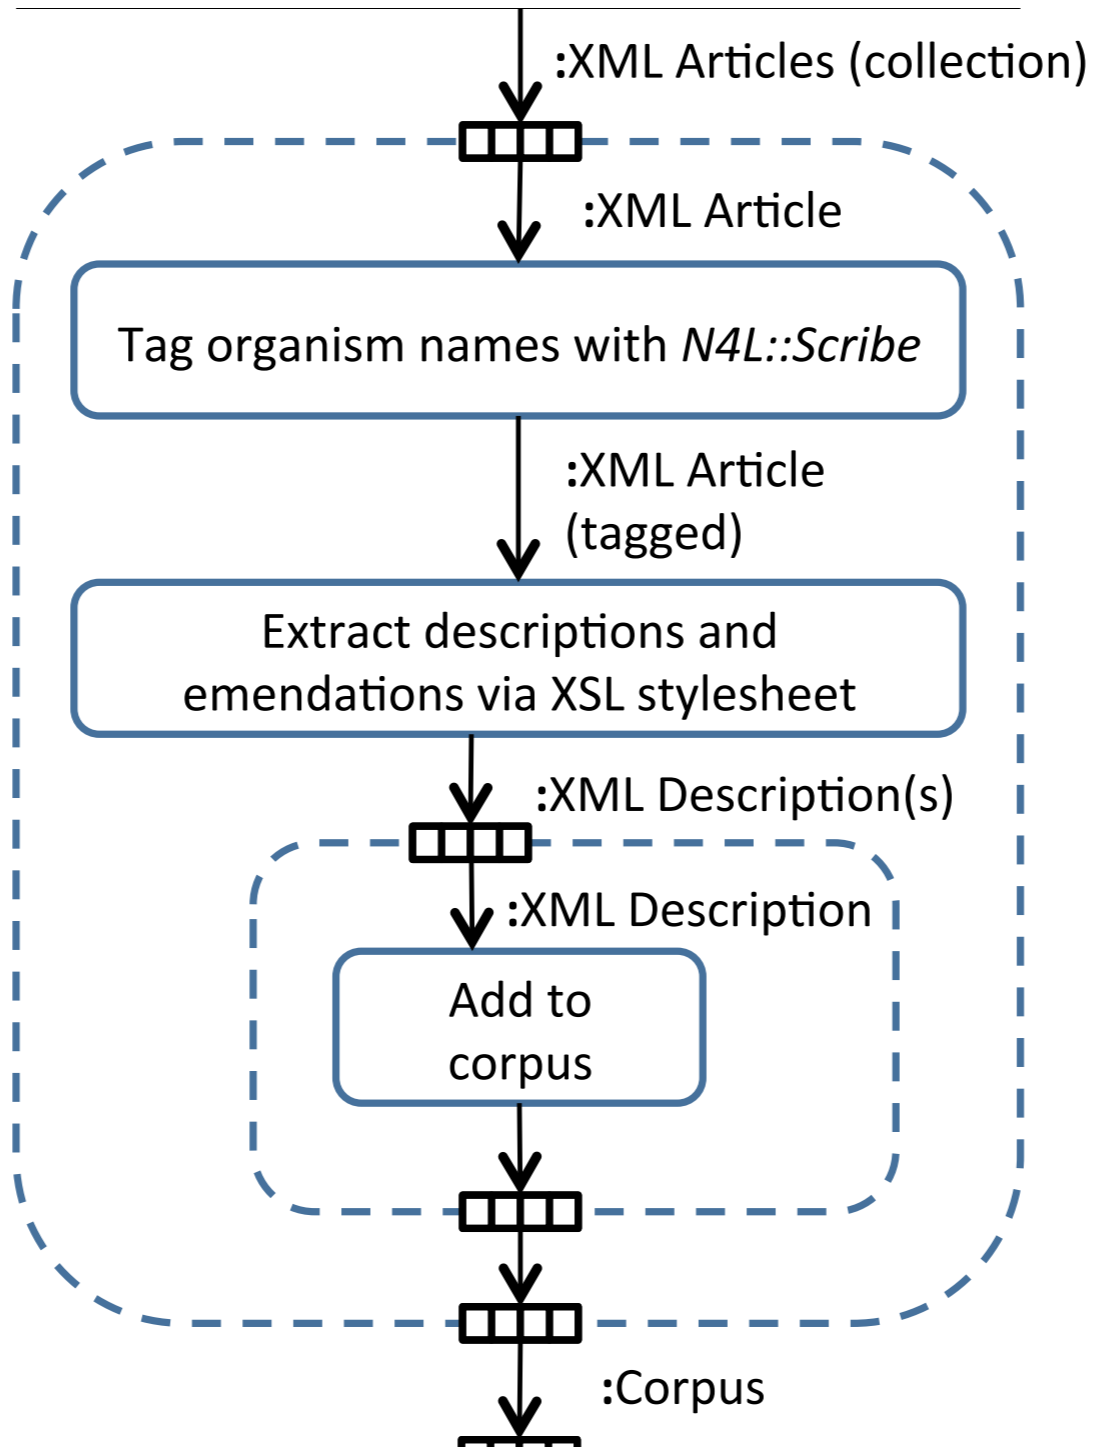 :XML Articles (collection)
:XML Article
Tag organism names with N4L::Scribe
:XML Article
(tagged)
Extract descriptions and
emendations via XSL stylesheet
:XML Description(s)
:XML Description
Add to
corpus
:Corpus